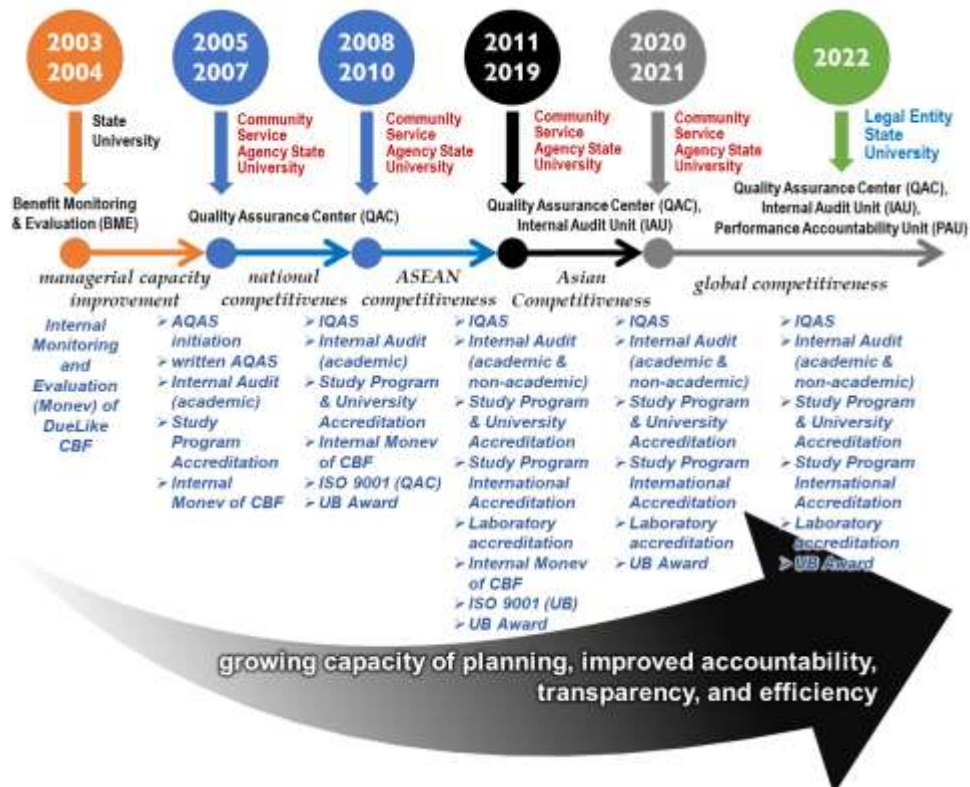 2003
2004
2005
2007
2008
2010
2011
2019
2020
2021
2022
State
University
Community
Service
Agency State
University
Community
Service
Agency State
University
Community
Service
Agency State
University
Community
Service
Agency State
University
Legal Entity
State
University
Benefit Monitoring
& Evaluation (BME)
Quality Assurance Center (QAC)
Quality Assurance Center (QAC),
Internal Audit Unit (IAU)
Quality Assurance Center (QAC),
Internal Audit Unit (IAU),
Performance Accountability Unit (PAU)
managerial capacity
improvement
national
competitivenes
ASEAN
competitiveness
Asian
Competitiveness
global competitiveness
Internal
Monitoring
and
Evaluation
(Monev) of
DueLike
CBF
➢ AQAS
initiation
➢ written AQAS
➢ Internal Audit
(academic)
➢ Study
Program
Accreditation
➢ Internal
Monev of CBF
➢ IQAS
➢ Internal Audit
(academic)
➢ Study Program
& University
Accreditation
➢ Internal Monev
of CBF
➢ ISO 9001 (QAC)
➢ UB Award
➢ IQAS
➢ Internal Audit
(academic &
non-academic)
➢ Study Program
& University
Accreditation
➢ Study Program
International
Accreditation
➢ Laboratory
accreditation
➢ Internal Monev
of CBF
➢ ISO 9001 (UB)
➢ UB Award
➢ IQAS
➢ Internal Audit
(academic &
non-academic)
➢ Study Program
& University
Accreditation
➢ Study Program
International
Accreditation
➢ Laboratory
accreditation
➢ UB Award
➢ IQAS
➢ Internal Audit
(academic &
non-academic)
➢ Study Program
& University
Accreditation
➢ Study Program
International
Accreditation
➢ Laboratory
accreditation
➢ UB Award
growing capacity of planning, improved accountability,
transparency, and efficiency